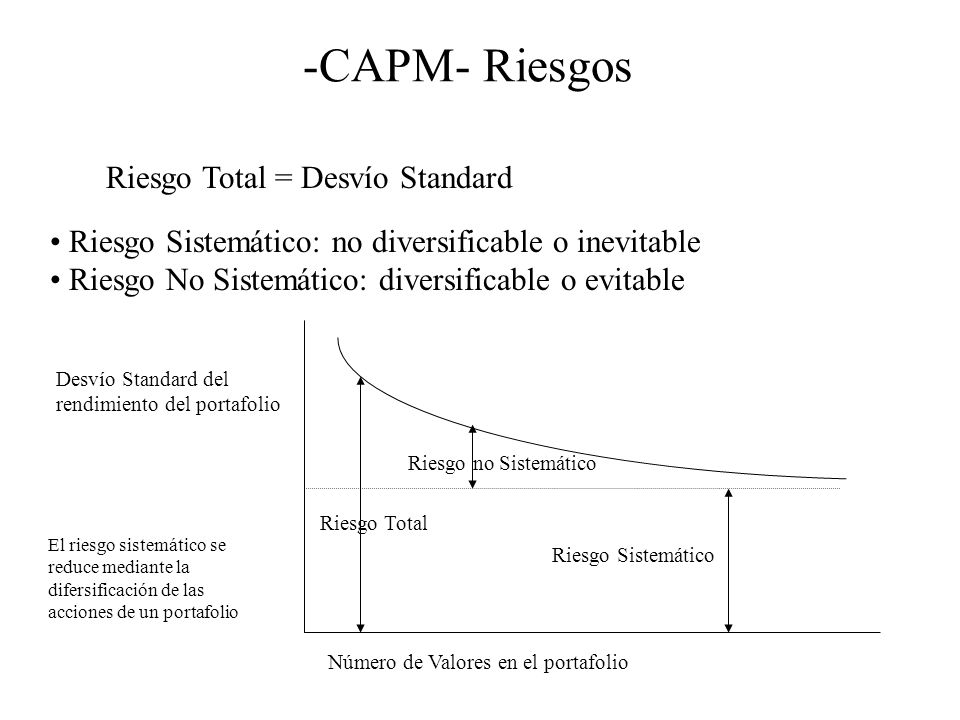 -CAPM- Riesgos
Riesgo Total = Desvío Standard
• Riesgo Sistemático: no diversificable o inevitable
• Riesgo No Sistemático: diversificable o evitable
Desvío Standard del
rendimiento del portafolio
Riesgo no Sistemático
Riesgo Total
Riesgo Sistemático
El riesgo sistemático se
reduce mediante la
difersificación de las
acciones de un portafolio
Número de Valores en el portafolio